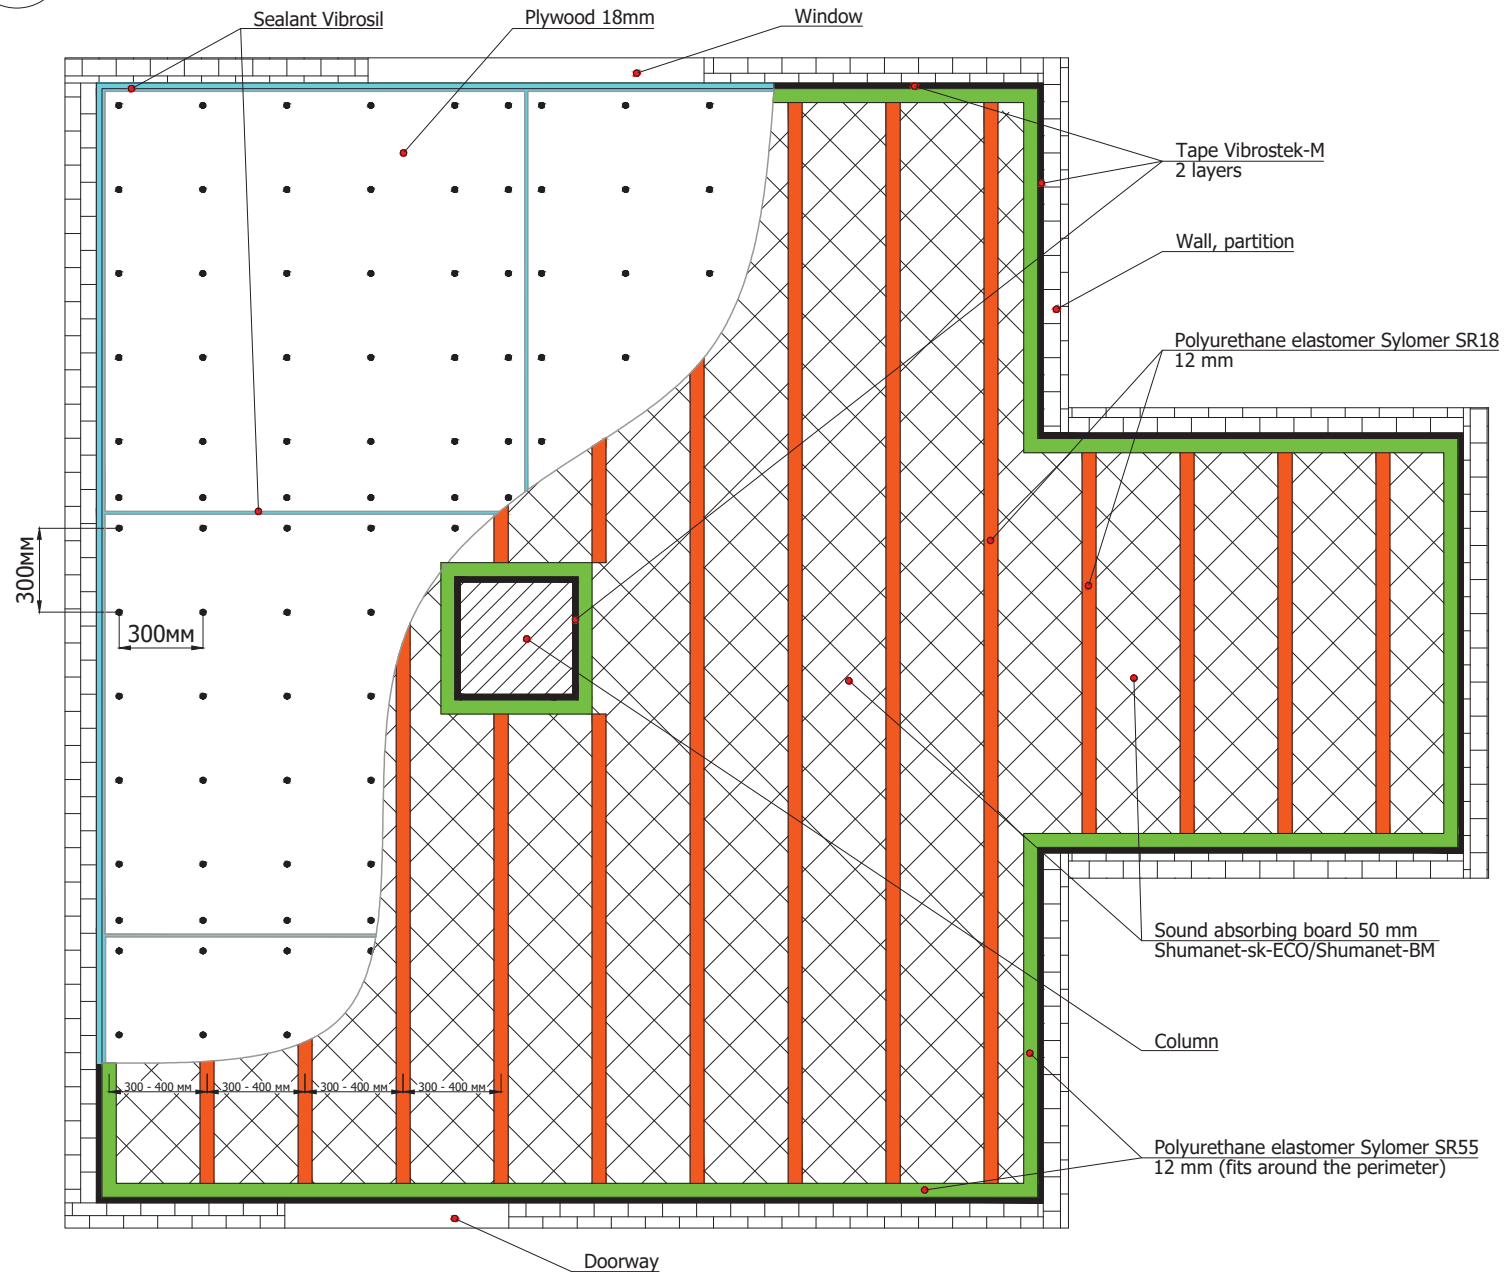 Sealant Vibrosil
Plywood 18mm
Window
Tape Vibrostek-M
2 layers
Wall, partition
Polyurethane elastomer Sylomer SR18
12 mm
300мм
300мм
Sound absorbing board 50 mm
Shumanet-sk-ECO/Shumanet-BM
Column
300 - 400 мм
300 - 400 мм
300 - 400 мм
300 - 400 мм
Polyurethane elastomer Sylomer SR55
12 mm (fits around the perimeter)
Doorway